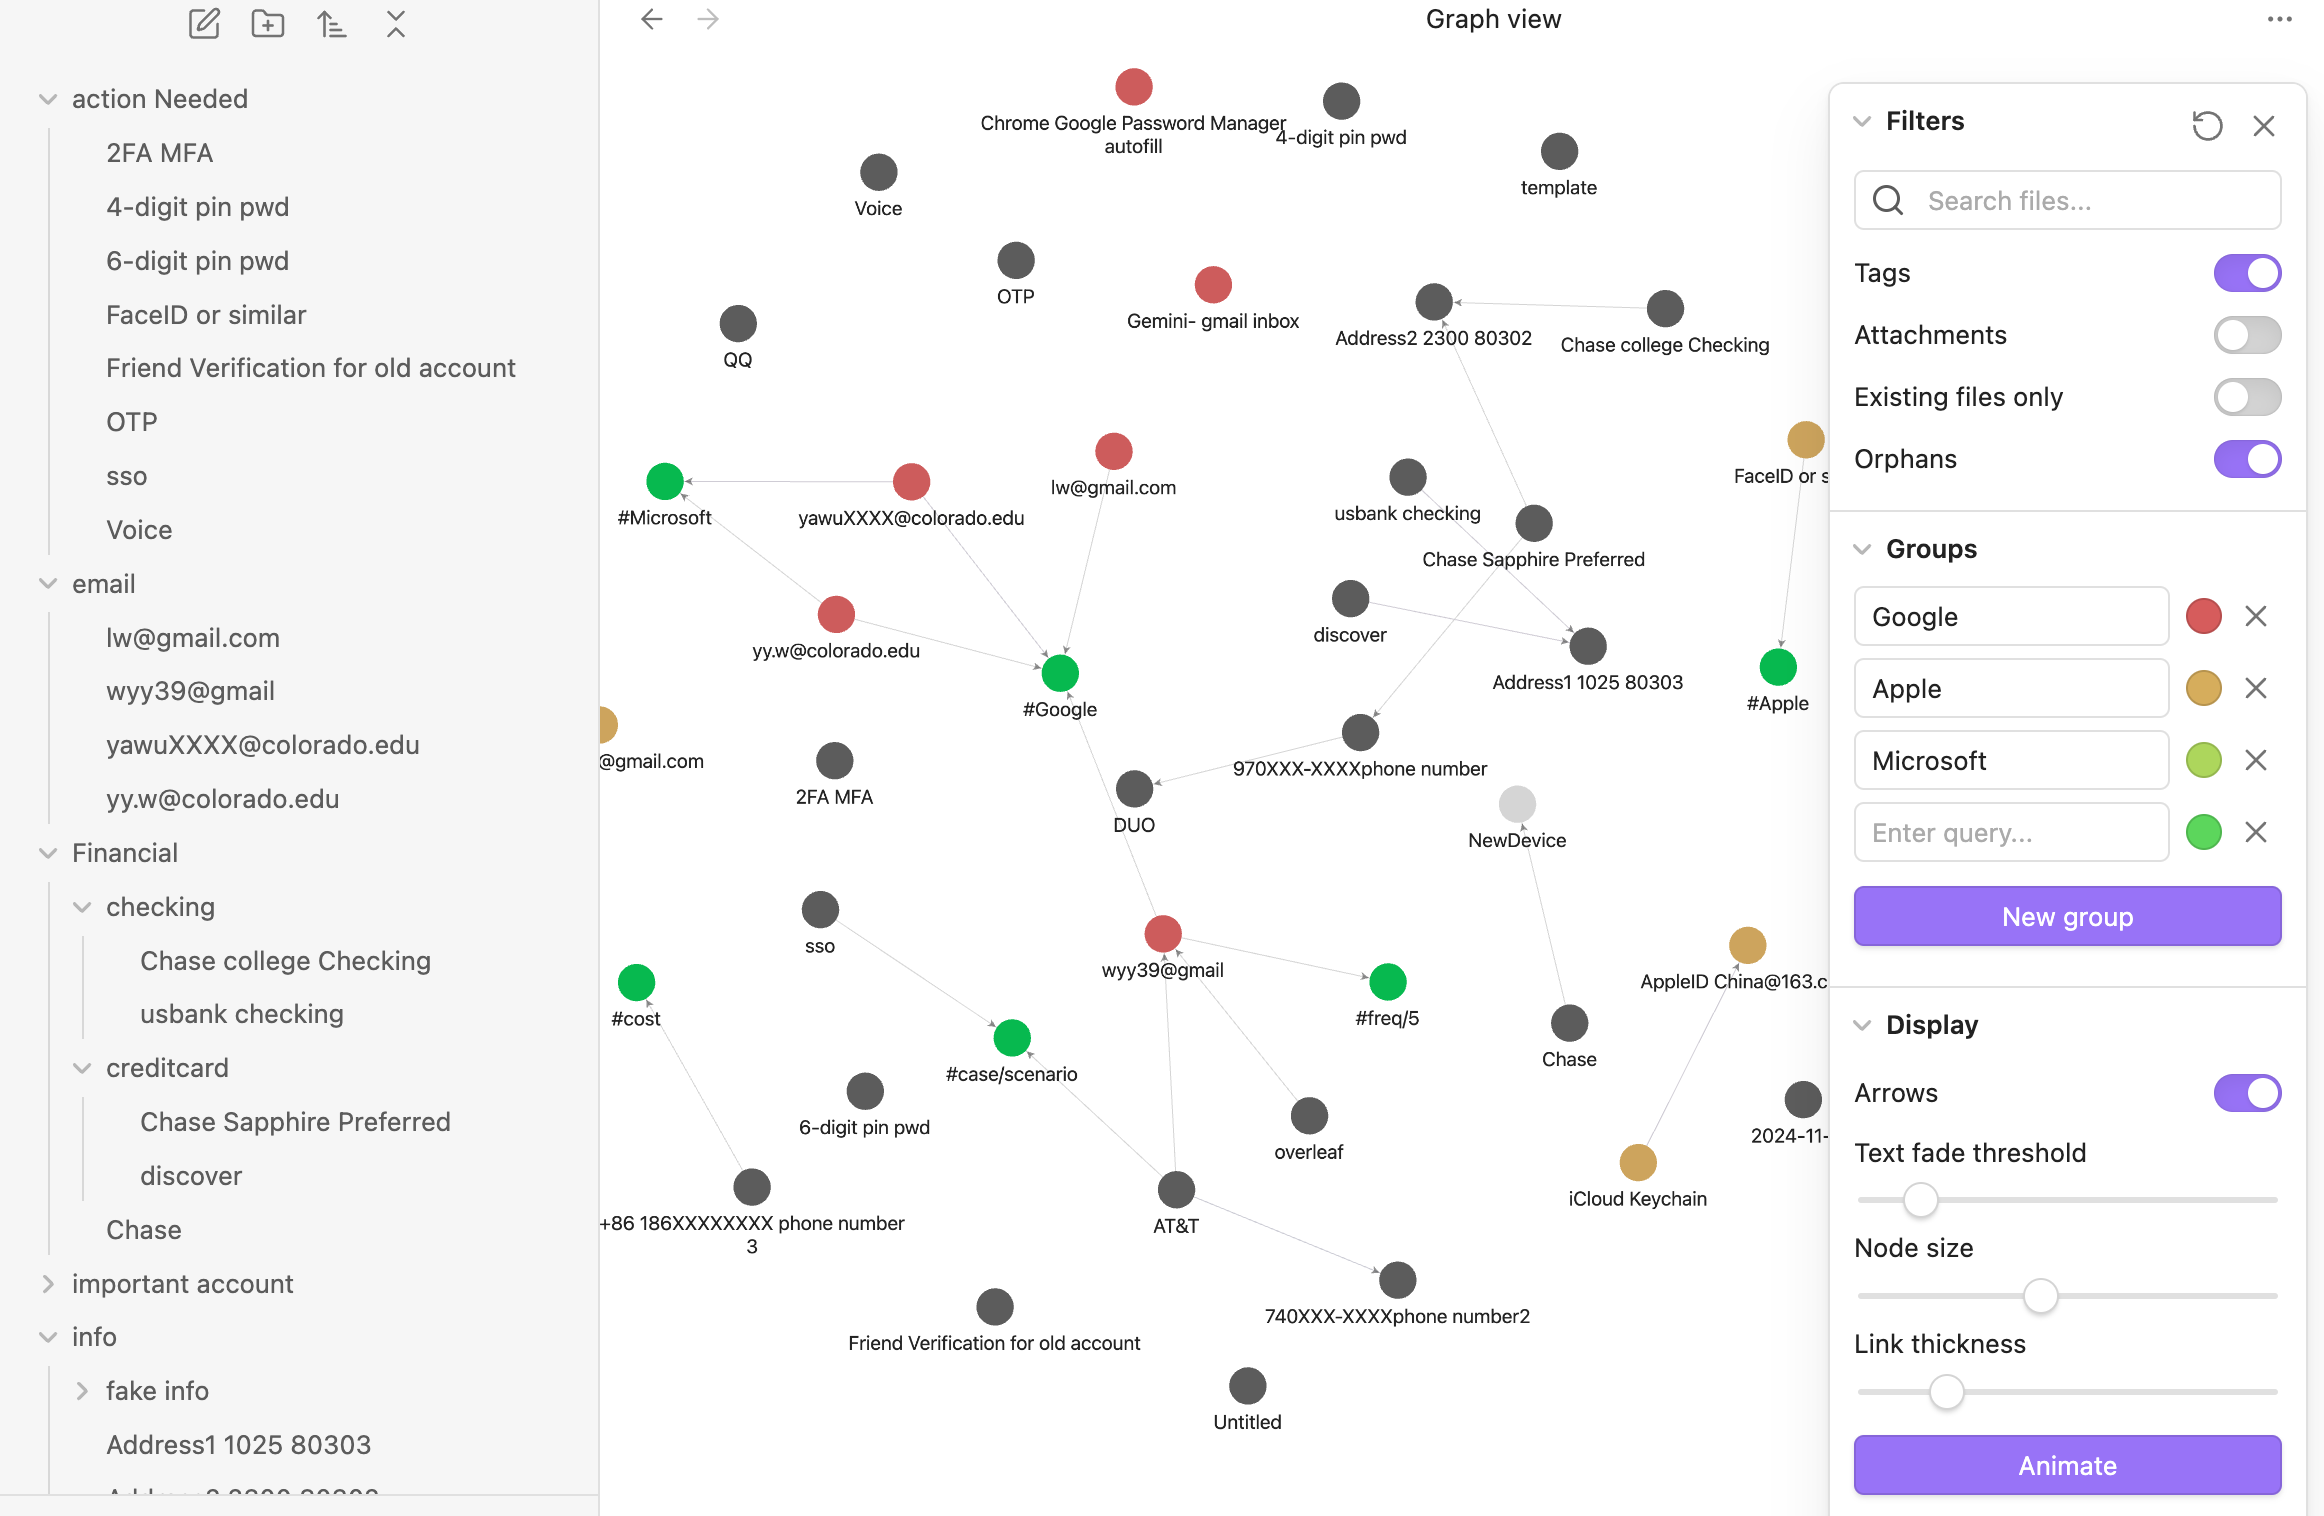 action Needed
2FA MFA
4-digit pin pwd
6-digit pin pwd
FaceID or similar
Friend Verification for old account
OTP
sso
Voice
email
lw@gmail.com
wyy39@gmail
yawuXXXX@colorado.edu
yy.w@colorado.edu
Financial
checking
Chase college Checking
usbank checking
creditcard
Chase Sapphire Preferred
discover
Chase
important account
info
fake info
Address1 1025 80303
Graph view
Chrome Google Password Manager
autofill
4-digit pin pwd
template
Voice
OTP
Gemini- gmail inbox
QQ
Address2 2300 80302
Chase college Checking
FaceID or s
lw@gmail.com
#Microsoft
yawuXXXX@colorado.edu
usbank checking
Chase Sapphire Preferred
yy.w@colorado.edu
discover
Address1 1025 80303
#Apple
#Google
@gmail.com
2FA MFA
970XXX-XXXXphone number
DUO
NewDevice
sso
wyy39@gmail
AppleID China@163.c
#cost
#freq/5
Chase
#case/scenario
6-digit pin pwd
overleaf
2024-11-
iCloud Keychain
+86 186XXXXXXXX phone number
3
AT&T
740XXX-XXXXphone number2
Friend Verification for old account
Untitled
Filters
Search files...
Tags
Attachments
Existing files only
Orphans
Groups
Google
Apple
Microsoft
Enter query...
New group
Display
Arrows
Text fade threshold
Node size
Link thickness
Animate